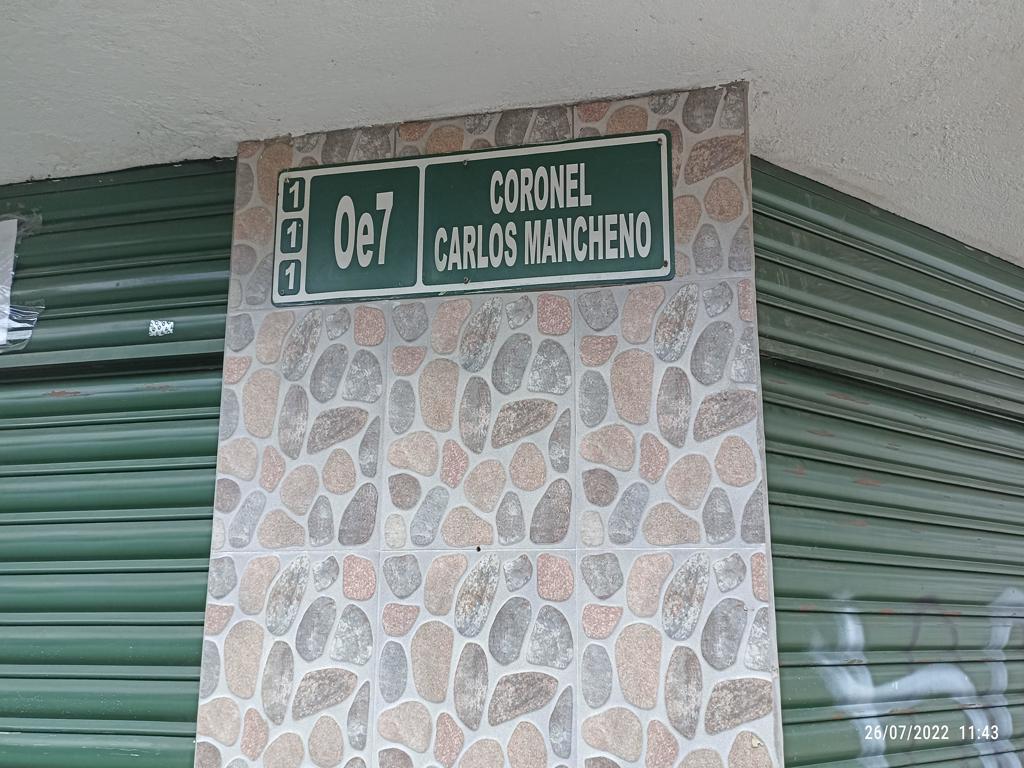 1
1
1
Oe7
CORONEL
CARLOS MANCHENO
26/07/2022 11:43